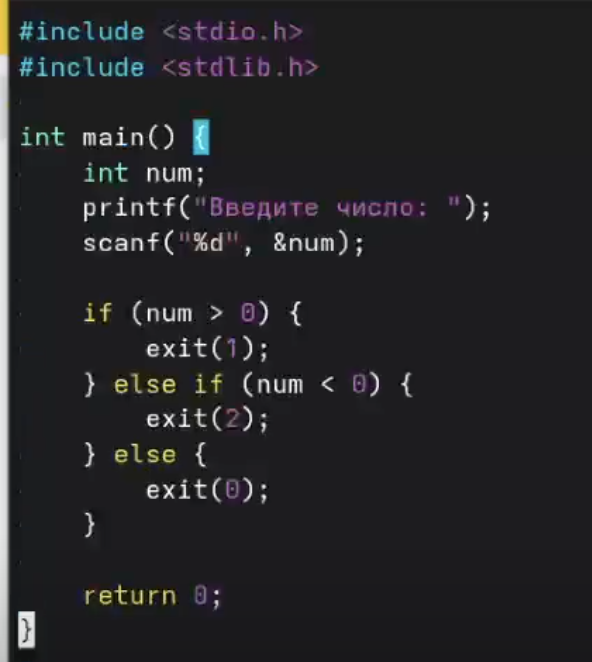 #include <stdio.h>
#include <stdlib.h>
int main() {
int num;
printf("Введите число: ");
scanf("%d", &num);
if (num > 0) {
exit(1);
} else if (num < 0) {
exit(2);
} else {
exit(0);
}
return 0;
}